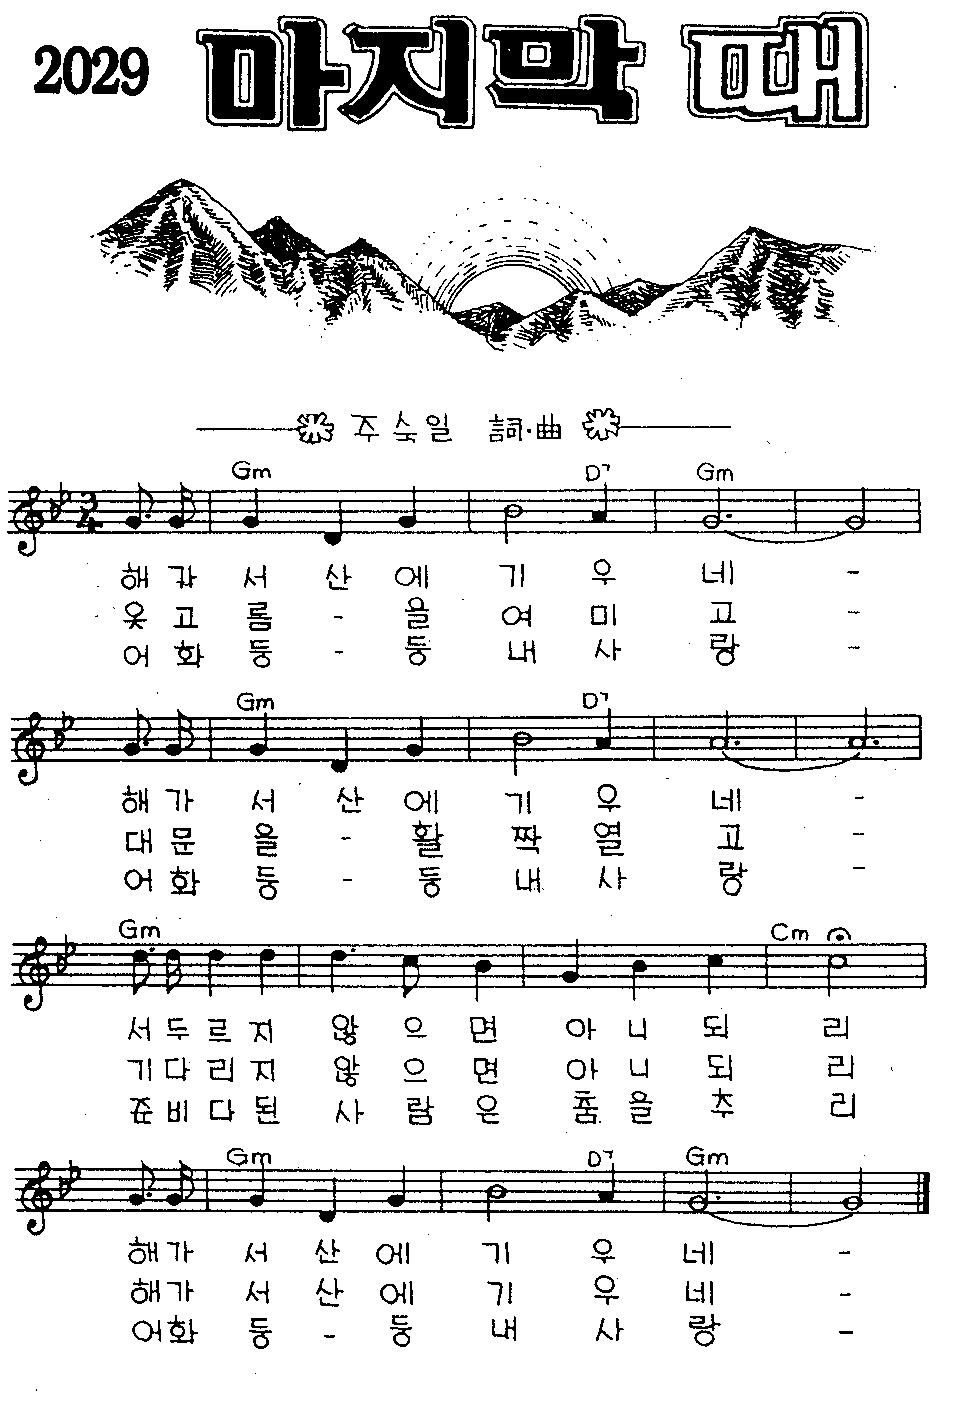 2029 마지막 때
주숙일 詞·曲
Gm D7 Gm
3/4
해가 서 산 에 기 우 네 -
옷고 름 - 을 여 미 고 -
어화 둥 - 둥 내 사 랑 -
Gm D7
해가 서 산 에 기 우 네 -
대문 을 - 활 짝 열 고 -
어화 둥 - 둥 내 사 랑 -
Gm Cm
서두르지 않 으 면 아 니 되 리
기다리지 않 으 면 아 니 되 리
준비다된 사 람 은 춤 을 추 리
Gm D7 Gm
해가 서 산 에 기 우 네 -
해가 서 산 에 기 우 네 -
어화 둥 - 둥 내 사 랑 -